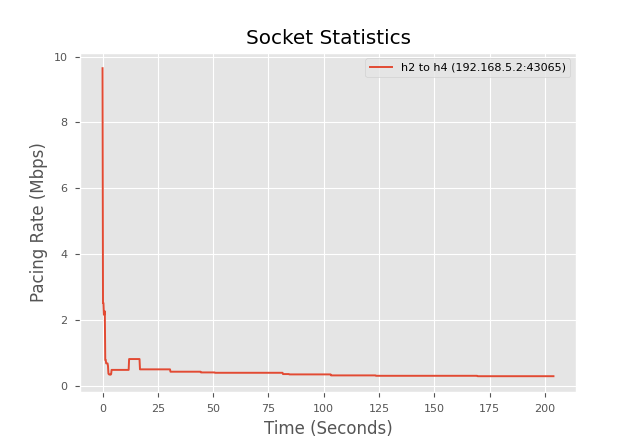 Socket Statistics
h2 to h4 (192.168.5.2:43065)
Pacing Rate (Mbps)
10
8
6
4
2
0
0 25 50 75 100 125 150 175 200
Time (Seconds)